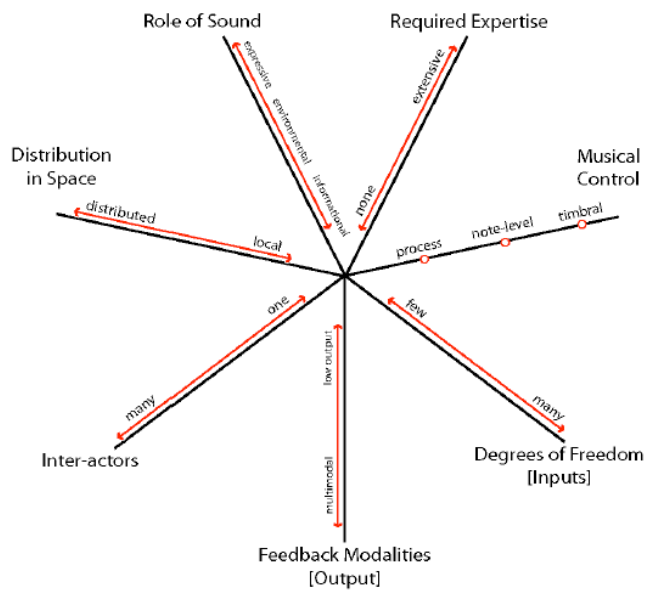 Role of Sound
Required Expertise
expressive
environmental
informational
extensive
none
Distribution
in Space
distributed
local
Musical
Control
process
note-level
timbral
one
many
Inter-actors
low output
multimodal
Feedback Modalities
[Output]
few
many
Degrees of Freedom
[Inputs]